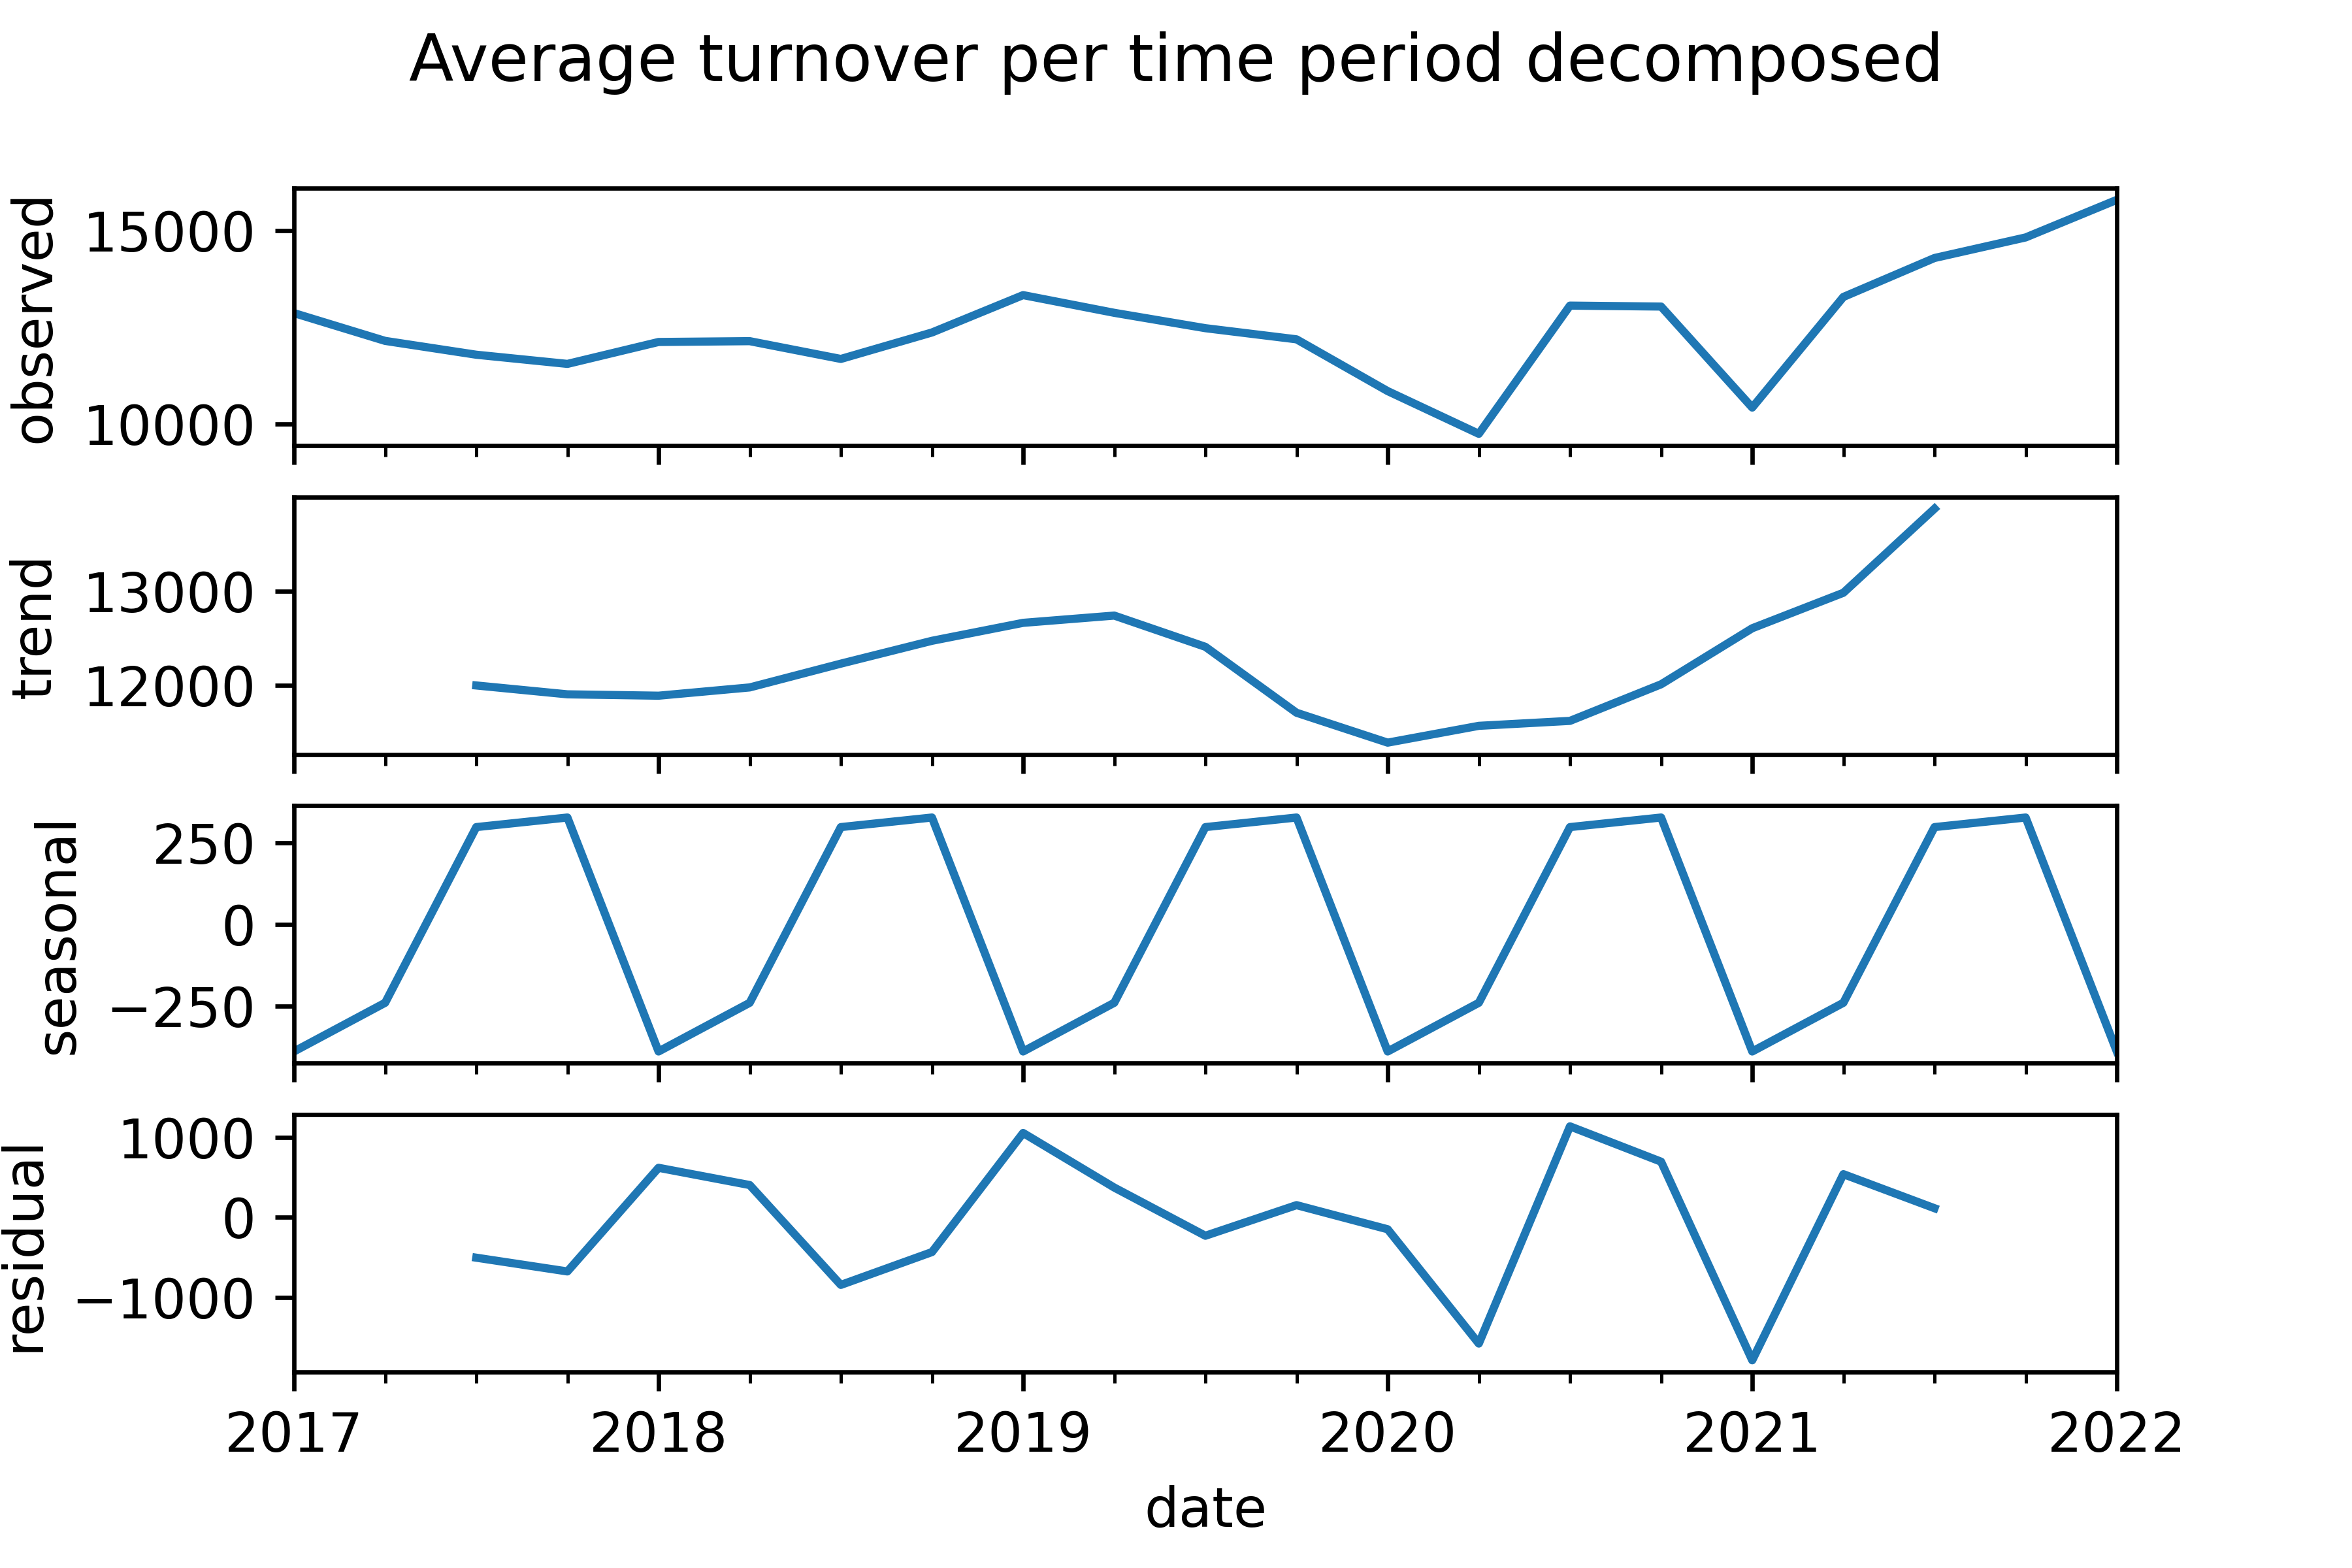 Average turnover per time period decomposed
observed
15000
10000
trend
13000
12000
seasonal
250
0
−250
residual
1000
0
−1000
2017 2018 2019 2020 2021 2022
date